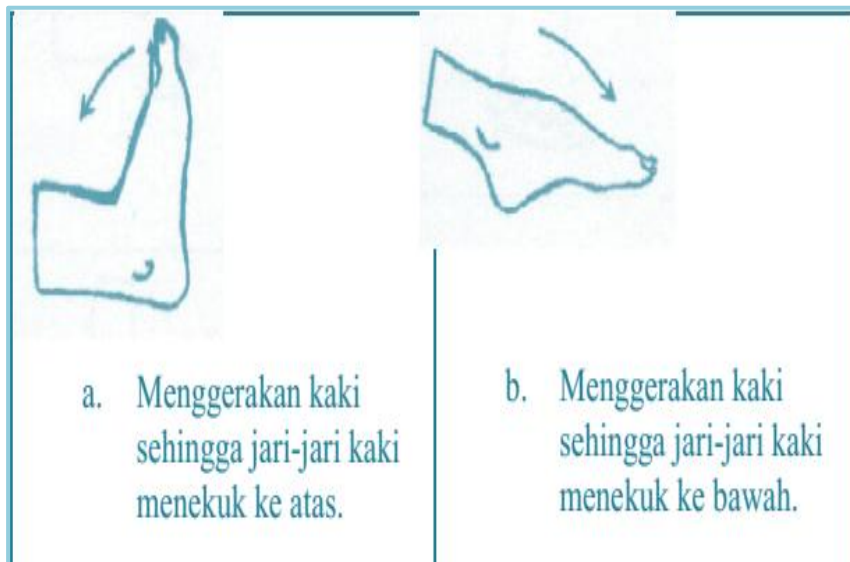 a. Menggerakan kaki
sehingga jari-jari kaki
menekuk ke atas.
b. Menggerakan kaki
sehingga jari-jari kaki
menekuk ke bawah.